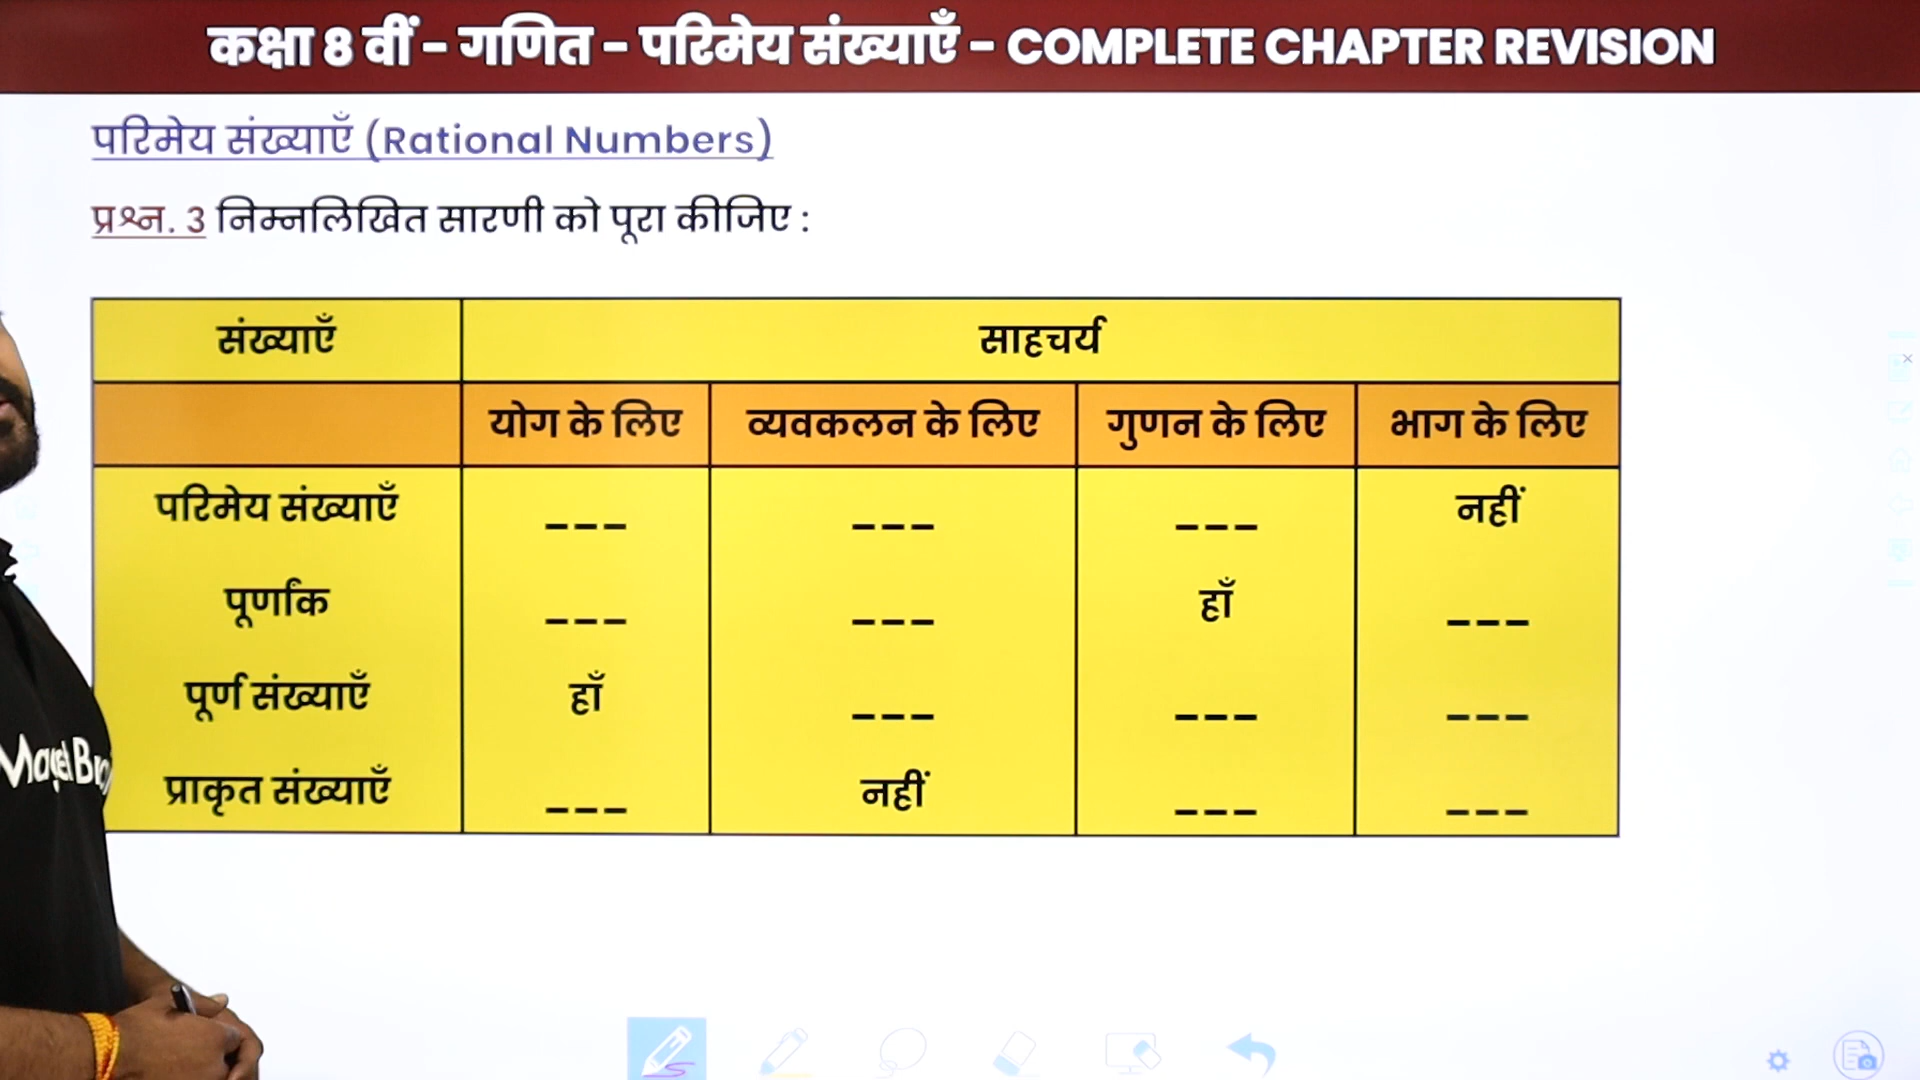 कक्षा 8 वीं – गणित – परिमेय संख्याएँ – COMPLETE CHAPTER REVISION
परिमेय संख्याएँ (Rational Numbers)
प्रश्न. 3 निम्नलिखित सारणी को पूरा कीजिए :
संख्याएँ साहचर्य
योग के लिए व्यवकलन के लिए गुणन के लिए भाग के लिए
परिमेय संख्याएँ --- --- --- नहीं
पूर्णांक --- --- हाँ ---
पूर्ण संख्याएँ हाँ --- --- ---
प्राकृत संख्याएँ --- नहीं --- ---